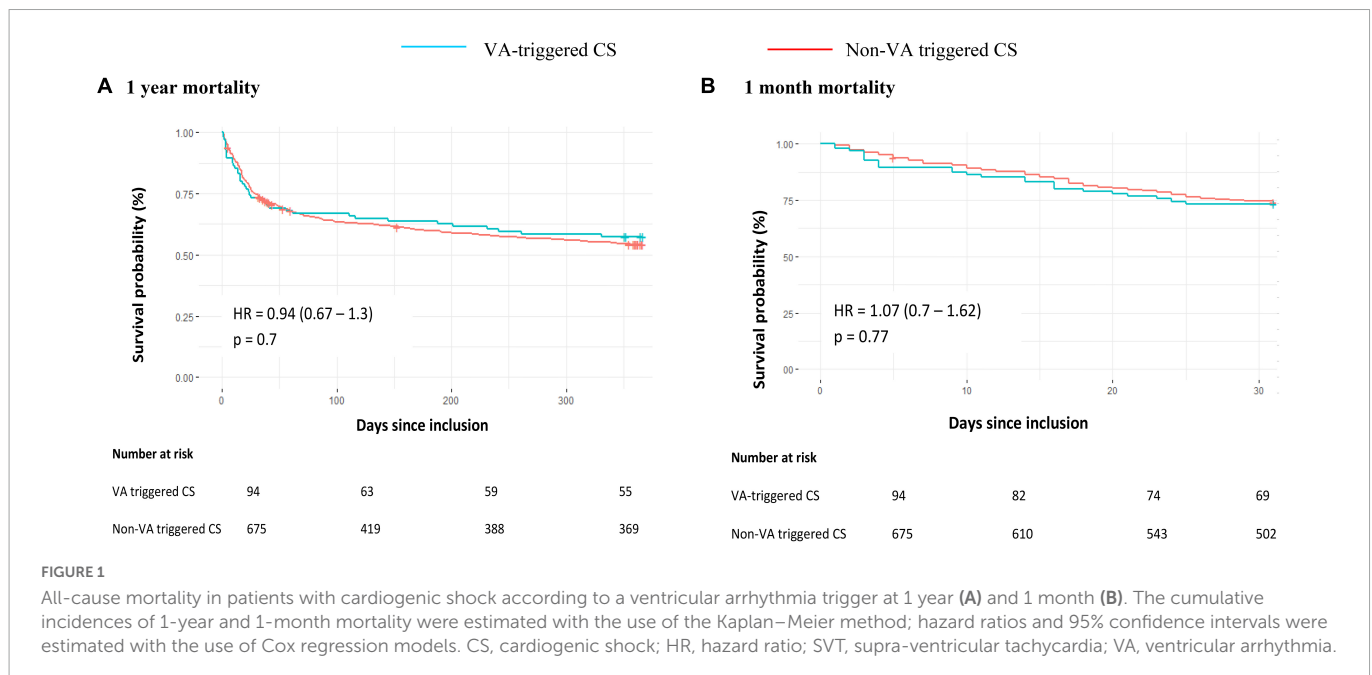 VA-triggered CS
Non-VA triggered CS
A 1 year mortality
Survival probability (%)
1.00
0.75
0.50
0.25
0.00
HR = 0.94 (0.67 – 1.3)
p = 0.7
0 100 200 300
Days since inclusion
Number at risk
VA triggered CS 94 63 59 55
Non-VA triggered CS 675 419 388 369
B 1 month mortality
Survival probability (%)
1.00
75
50
25
00
HR = 1.07 (0.7 – 1.62)
p = 0.77
0 10 20 30
Days since inclusion
Number at risk
VA-triggered CS 94 82 74 69
Non-VA triggered CS 675 610 543 502
FIGURE 1
All-cause mortality in patients with cardiogenic shock according to a ventricular arrhythmia trigger at 1 year (A) and 1 month (B). The cumulative
incidences of 1-year and 1-month mortality were estimated with the use of the Kaplan–Meier method; hazard ratios and 95% confidence intervals were
estimated with the use of Cox regression models. CS, cardiogenic shock; HR, hazard ratio; SVT, supra-ventricular tachycardia; VA, ventricular arrhythmia.